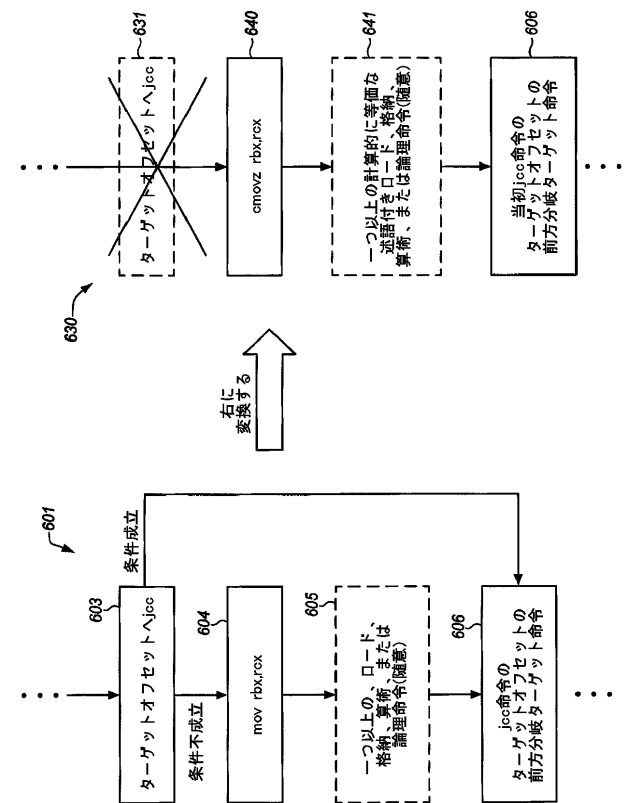 601
603
ターゲットオフセットへjcc
条件成立
条件不成立
604
mov rbx,rcx
605
一つ以上の、ロード、
格納、算術、または
論理命令(随意)
606
jcc命令の
ターゲットオフセットの
前方分岐ターゲット命令
右に
変換する
630
631
ターゲットオフセットへjcc
640
cmovz rbx,rcx
641
一つ以上の計算的に等価な
述語付きロード、格納、
算術、または論理命令(随意)
606
当初jcc命令の
ターゲットオフセットの
前方分岐ターゲット命令